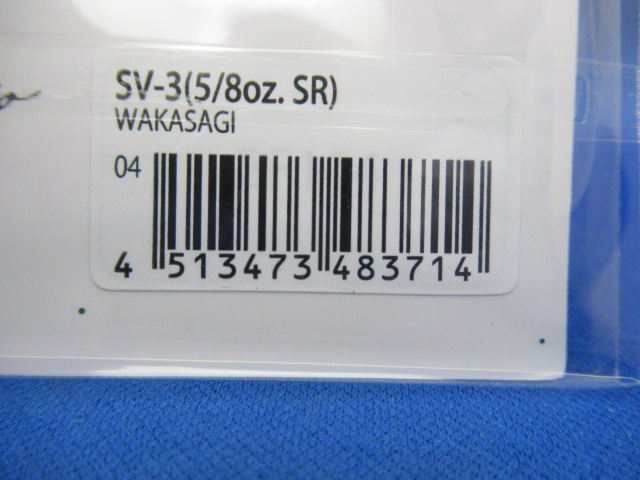 SV-3(5/8oz. SR)
WAKASAGI
04
4 513473 483714